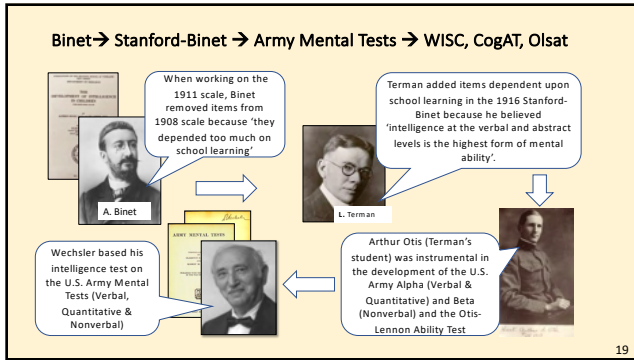 Binet→ Stanford-Binet → Army Mental Tests → WISC, CogAT, Olsat
When working on the
1911 scale, Binet
removed items from
1908 scale because ‘they
depended too much on
school learning’
A. Binet
Terman added items dependent upon
school learning in the 1916 Stanford-
Binet because he believed
‘intelligence at the verbal and abstract
levels is the highest form of mental
ability’.
L. Terman
Wechsler based his
intelligence test on
the U.S. Army Mental
Tests (Verbal,
Quantitative &
Nonverbal)
ARMY MENTAL TESTS
Arthur Otis (Terman’s
student) was instrumental in
the development of the U.S.
Army Alpha (Verbal &
Quantitative) and Beta
(Nonverbal) and the Otis-
Lennon Ability Test
19